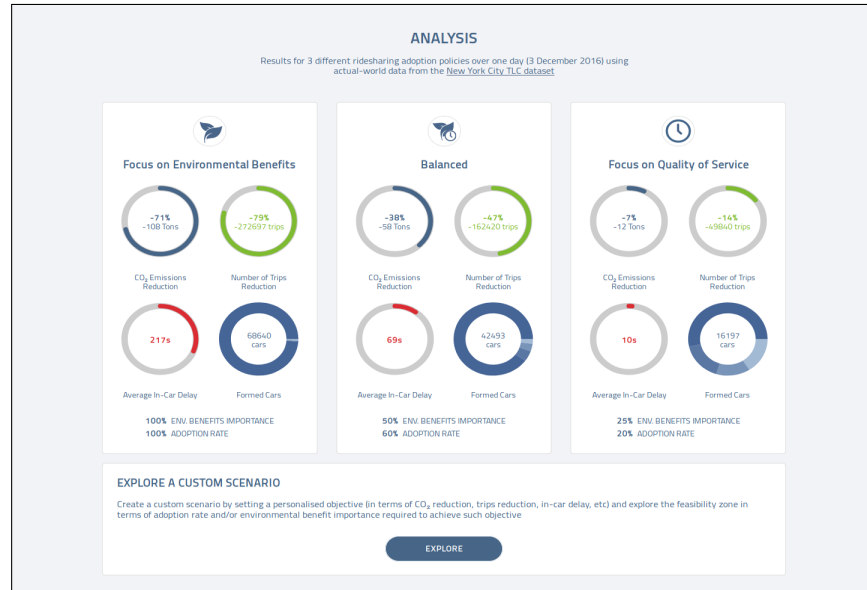 ANALYSIS
Results for 3 different ridesharing adoption policies over one day (3 December 2016) using
actual-world data from the New York City TLC dataset
Focus on Environmental Benefits
-71%
-108 Tons
-79%
-272697 trips
CO₂ Emissions
Reduction
Number of Trips
Reduction
217s
68640
cars
Average In-Car Delay
Formed Cars
100% ENV. BENEFITS IMPORTANCE
100% ADOPTION RATE
Balanced
-38%
-58 Tons
-47%
-162420 trips
CO₂ Emissions
Reduction
Number of Trips
Reduction
69s
42493
cars
Average In-Car Delay
Formed Cars
50% ENV. BENEFITS IMPORTANCE
60% ADOPTION RATE
Focus on Quality of Service
-7%
-12 Tons
-14%
-49840 trips
CO₂ Emissions
Reduction
Number of Trips
Reduction
10s
16197
cars
Average In-Car Delay
Formed Cars
25% ENV. BENEFITS IMPORTANCE
20% ADOPTION RATE
EXPLORE A CUSTOM SCENARIO
Create a custom scenario by setting a personalised objective (in terms of CO₂ reduction, trips reduction, in-car delay, etc) and explore the feasibility zone in
terms of adoption rate and/or environmental benefit importance required to achieve such objective
EXPLORE